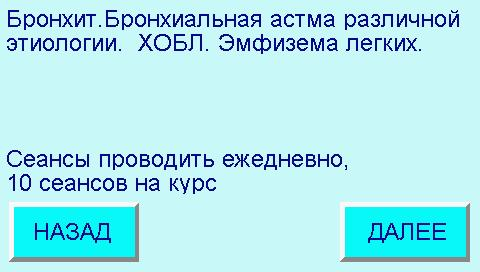 Бронхит.Бронхиальная астма различной
этиологии.  ХОБЛ. Эмфизема легких.
Сеансы проводить ежедневно,
10 сеансов на курс
НАЗАД
ДАЛЕЕ